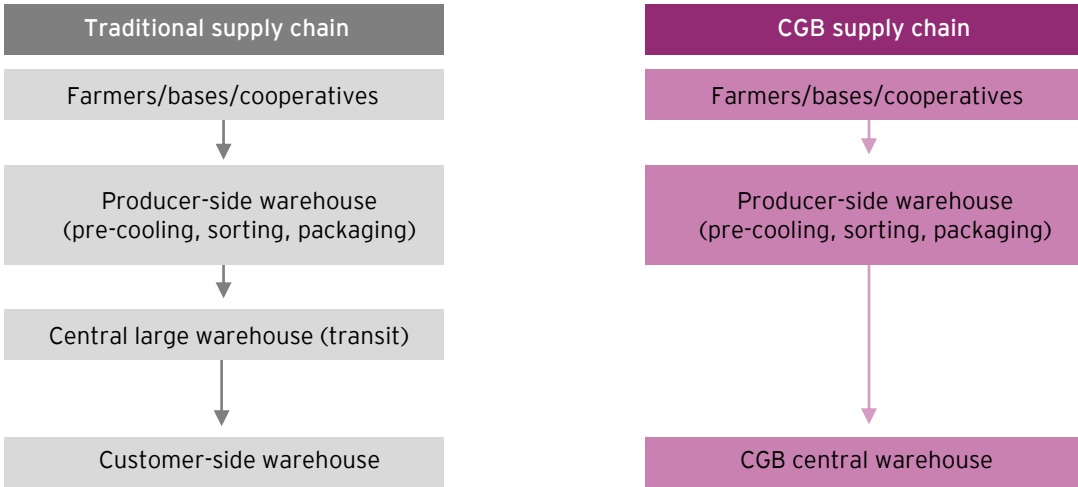 Traditional supply chain
Farmers/bases/cooperatives
Producer-side warehouse
(pre-cooling, sorting, packaging)
Central large warehouse (transit)
Customer-side warehouse
CGB supply chain
Farmers/bases/cooperatives
Producer-side warehouse
(pre-cooling, sorting, packaging)
CGB central warehouse